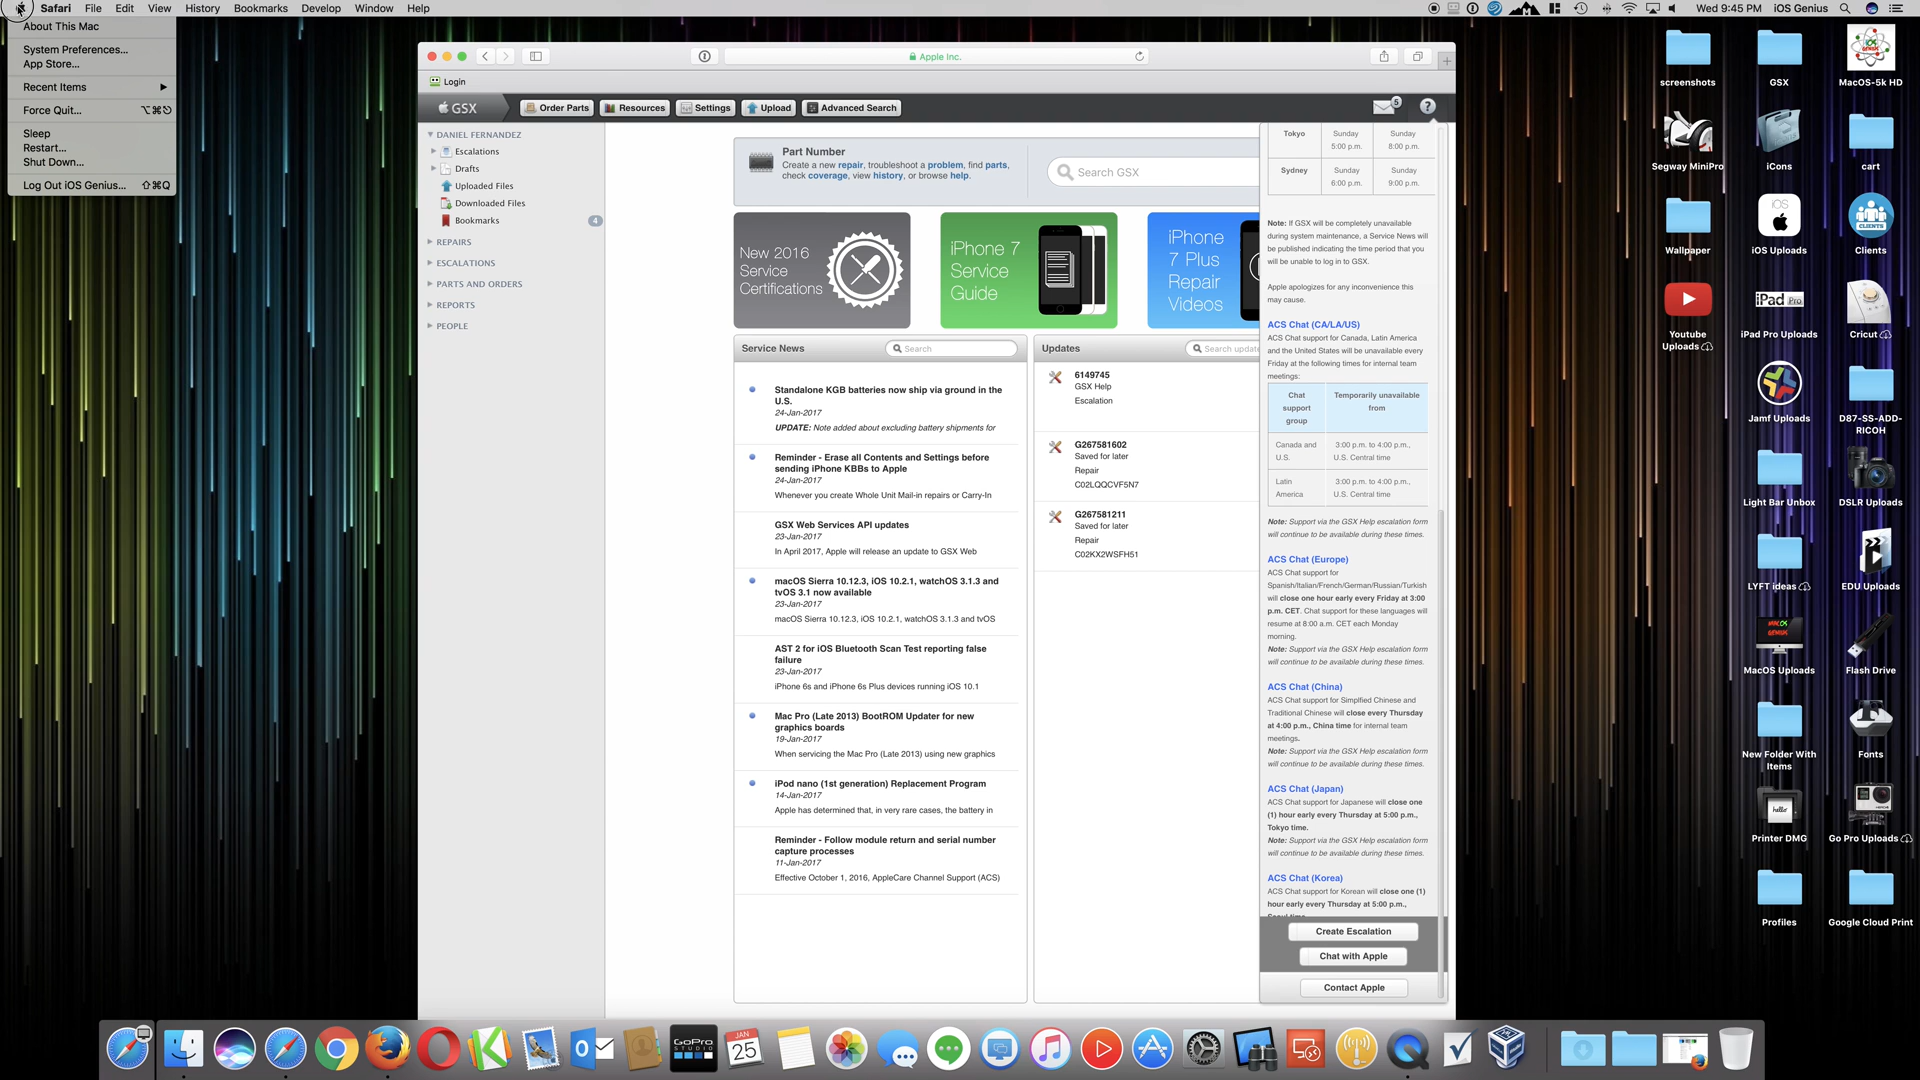 Safari File Edit View History Bookmarks Develop Window Help
Wed 9:45 PM iOS Genius
About This Mac
System Preferences...
App Store...
Recent Items
Force Quit... ⌥⌘⎋
Sleep
Restart...
Shut Down...
Log Out iOS Genius... ⇧⌘Q
Apple Inc.
Login
GSX
Order Parts
Resources
Settings
Upload
Advanced Search
5
?
DANIEL FERNANDEZ
Escalations
Drafts
Uploaded Files
Downloaded Files
Bookmarks 4
REPAIRS
ESCALATIONS
PARTS AND ORDERS
REPORTS
PEOPLE
Part Number
Create a new repair, troubleshoot a problem, find parts,
check coverage, view history, or browse help.
Search GSX
New 2016
Service
Certifications
iPhone 7
Service
Guide
iPhone
7 Plus
Repair
Videos
Service News
Search
Standalone KGB batteries now ship via ground in the
U.S.
24-Jan-2017
UPDATE: Note added about excluding battery shipments for
Reminder - Erase all Contents and Settings before
sending iPhone KBBs to Apple
24-Jan-2017
Whenever you create Whole Unit Mail-in repairs or Carry-In
GSX Web Services API updates
23-Jan-2017
In April 2017, Apple will release an update to GSX Web
macOS Sierra 10.12.3, iOS 10.2.1, watchOS 3.1.3 and
tvOS 3.1 now available
23-Jan-2017
macOS Sierra 10.12.3, iOS 10.2.1, watchOS 3.1.3 and tvOS
AST 2 for iOS Bluetooth Scan Test reporting false
failure
23-Jan-2017
iPhone 6s and iPhone 6s Plus devices running iOS 10.1
Mac Pro (Late 2013) BootROM Updater for new
graphics boards
19-Jan-2017
When servicing the Mac Pro (Late 2013) using new graphics
iPod nano (1st generation) Replacement Program
14-Jan-2017
Apple has determined that, in very rare cases, the battery in
Reminder - Follow module return and serial number
capture processes
11-Jan-2017
Effective October 1, 2016, AppleCare Channel Support (ACS)
Updates
Search update
6149745
GSX Help
Escalation
G267581602
Saved for later
Repair
C02LQQCVF5N7
G267581211
Saved for later
Repair
C02KX2WSFH51
Tokyo Sunday 5:00 p.m. Sunday 8:00 p.m.
Sydney Sunday 6:00 p.m. Sunday 9:00 p.m.
Note: If GSX will be completely unavailable
during system maintenance, a Service News will
be published indicating the time period that you
will be unable to log in to GSX.
Apple apologizes for any inconvenience this
may cause.
ACS Chat (CA/LA/US)
ACS Chat support for Canada, Latin America
and the United States will be unavailable every
Friday at the following times for internal team
meetings:
Chat support group
Temporarily unavailable from
Canada and U.S. 3:00 p.m. to 4:00 p.m., U.S. Central time
Latin America 3:00 p.m. to 4:00 p.m., U.S. Central time
Note: Support via the GSX Help escalation form
will continue to be available during these times.
ACS Chat (Europe)
ACS Chat support for
Spanish/Italian/French/German/Russian/Turkish
will close one hour early every Friday at 3:00
p.m. CET. Chat support for these languages will
resume at 8:00 a.m. CET each Monday
morning.
Note: Support via the GSX Help escalation form
will continue to be available during these times.
ACS Chat (China)
ACS Chat support for Simplfied Chinese and
Traditional Chinese will close every Thursday
at 4:00 p.m., China time for internal team
meetings.
Note: Support via the GSX Help escalation form
will continue to be available during these times.
ACS Chat (Japan)
ACS Chat support for Japanese will close one
(1) hour early every Thursday at 5:00 p.m.,
Tokyo time.
Note: Support via the GSX Help escalation form
will continue to be available during these times.
ACS Chat (Korea)
ACS Chat support for Korean will close one (1)
hour early every Thursday at 5:00 p.m.,
Create Escalation
Chat with Apple
Contact Apple
screenshots
GSX
MacOS-5k HD
Segway MiniPro
iCons
cart
Wallpaper
iOS
iOS Uploads
CLIENTS
Clients
Youtube
Uploads
iPad Pro
iPad Pro Uploads
Cricut
Jamf Uploads
D87-SS-ADD-
RICOH
Light Bar Unbox
DSLR Uploads
LYFT ideas
EDU Uploads
MacOS Uploads
Flash Drive
New Folder With
Items
Fonts
hello
Printer DMG
Go Pro Uploads
Profiles
Google Cloud Print
GoPro
STUDIO
JAN
25